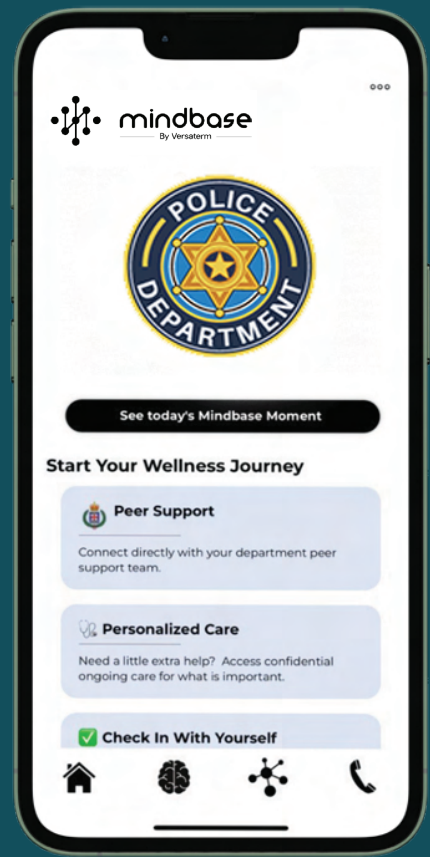 mindbase
By Versaterm
POLICE
DEPARTMENT
See today's Mindbase Moment
Start Your Wellness Journey
Peer Support
Connect directly with your department peer
support team.
Personalized Care
Need a little extra help? Access confidential
ongoing care for what is important.
Check In With Yourself